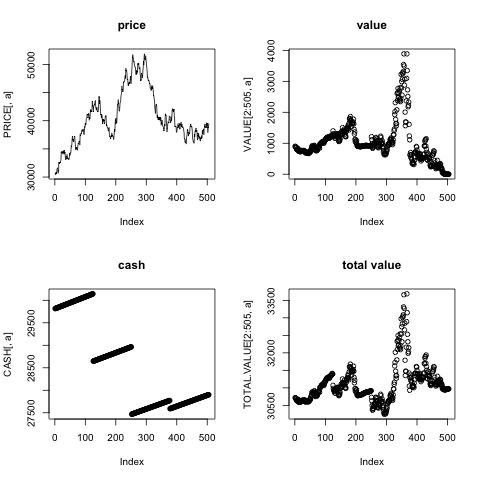 price
PRICE[, a]
30000 40000 50000
0 100 200 300 400 500
Index
value
VALUE[2:505, a]
0 1000 2000 3000 4000
0 100 200 300 400 500
Index
cash
CASH[, a]
27500 28500 29500
0 100 200 300 400 500
Index
total value
TOTAL.VALUE[2:505, a]
30500 32000 33500
0 100 200 300 400 500
Index